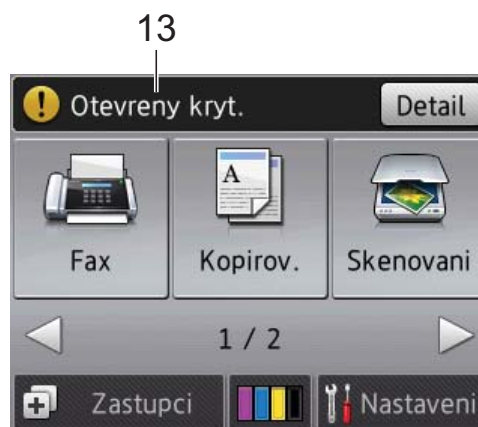 13
Otevreny kryt. Detail
A
Fax Kopirov. Skenovani
1 / 2
Zastupci Nastaveni